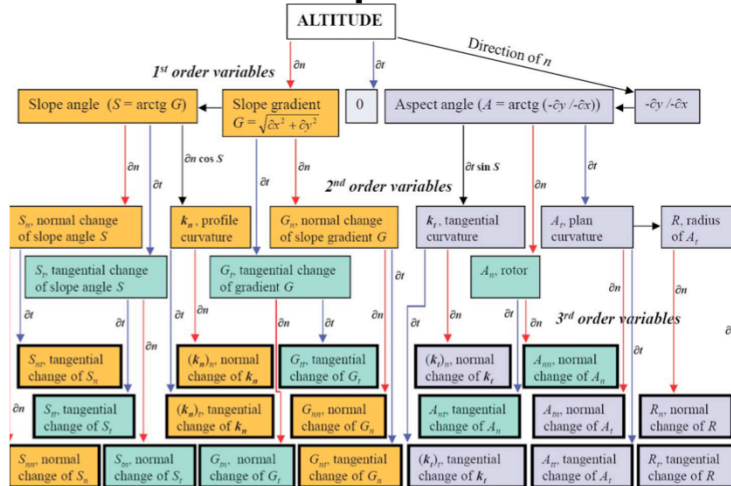 ALTITUDE
∂n
∂t
Direction of n
1st order variables
Slope angle (S = arctg G)
Slope gradient
G = √∂x² + ∂y²
0
Aspect angle (A = arctg (-∂y /-∂x))
-∂y /-∂x
∂n
∂t
∂n cos S
∂t
∂n
∂t sin S
∂n
∂t
2nd order variables
Sn, normal change
of slope angle S
kn, profile
curvature
Gn, normal change
of slope gradient G
kt, tangential
curvature
At, plan
curvature
R, radius
of At
St, tangential change
of slope angle S
Gt, tangential change
of gradient G
An, rotor
∂t
∂t
∂n
∂t
∂n
∂n
∂t
∂t
∂t
∂n
∂n
∂t
∂n
∂t
∂n
3rd order variables
Snt, tangential
change of Sn
(kn)n, normal
change of kn
Gtt, tangential
change of Gt
(kt)n, normal
change of kt
Ann, normal
change of An
∂n
Stt, tangential
change of St
(kn)t, tangential
change of kn
Gnn, normal
change of Gn
Ant, tangential
change of An
Atn, normal
change of At
Rn, normal
change of R
Snn, normal
change of Sn
Stn, normal
change of St
Gtn, normal
change of Gt
Gnt, tangential
change of Gn
(kt)t, tangential
change of kt
Att, tangential
change of At
Rt, tangential
change of R